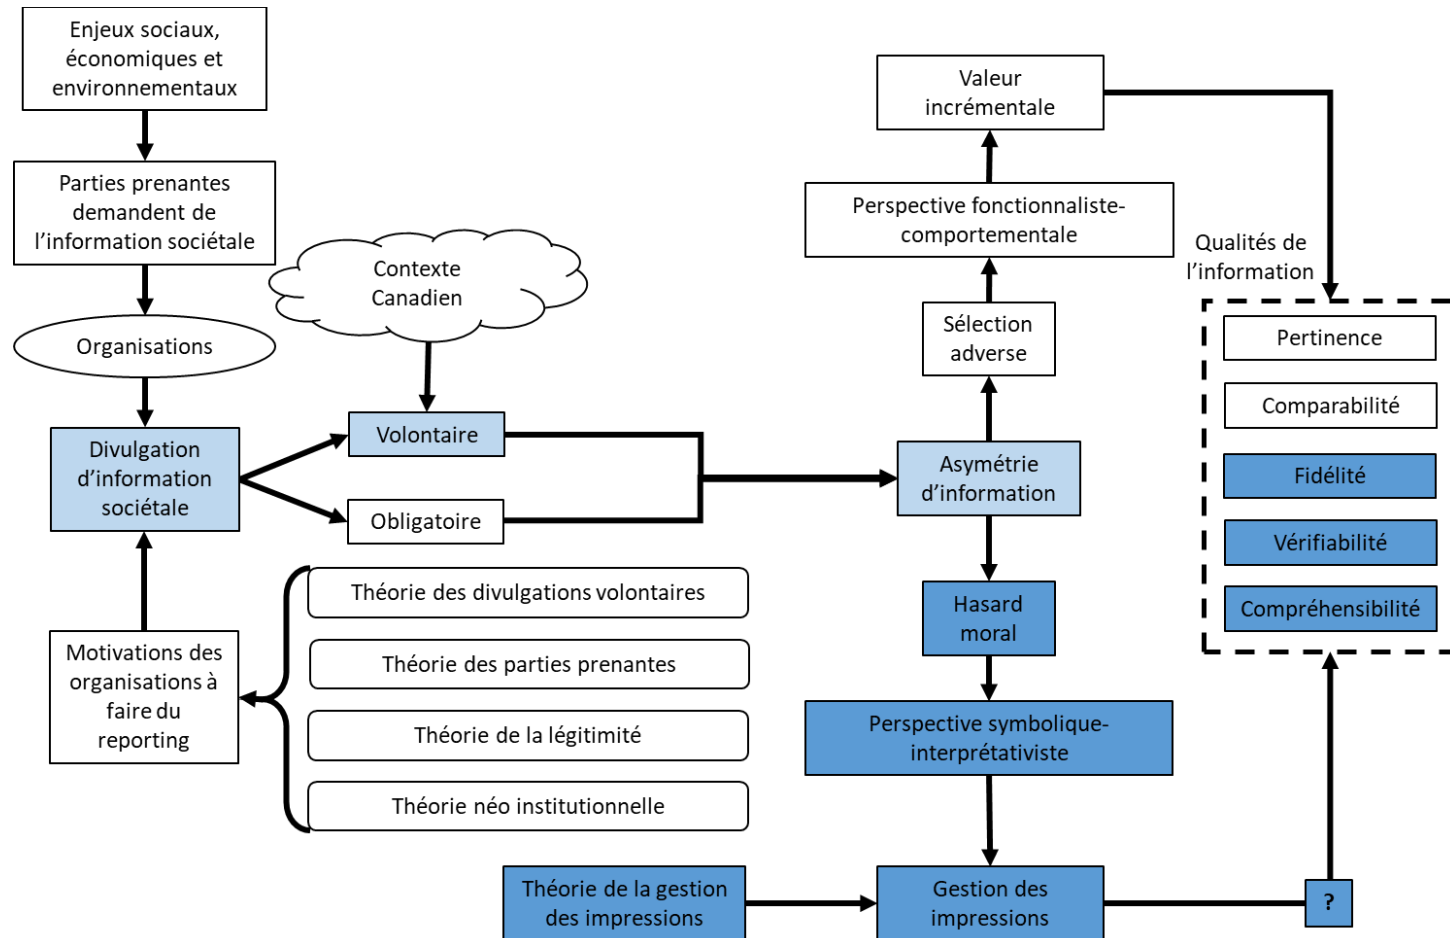 Enjeux sociaux,
économiques et
environnementaux
Parties prenantes
demandent de
l’information sociétale
Organisations
Divulgation
d’information
sociétale
Motivations des
organisations à
faire du
reporting
Contexte
Canadien
Volontaire
Obligatoire
Théorie des divulgations volontaires
Théorie des parties prenantes
Théorie de la légitimité
Théorie néo institutionnelle
Théorie de la gestion
des impressions
Valeur
incrémentale
Perspective fonctionnaliste-
comportementale
Sélection
adverse
Asymétrie
d’information
Hasard
moral
Perspective symbolique-
interprétativiste
Gestion des
impressions
?
Qualités de
l’information
Pertinence
Comparabilité
Fidélité
Vérifiabilité
Compréhensibilité